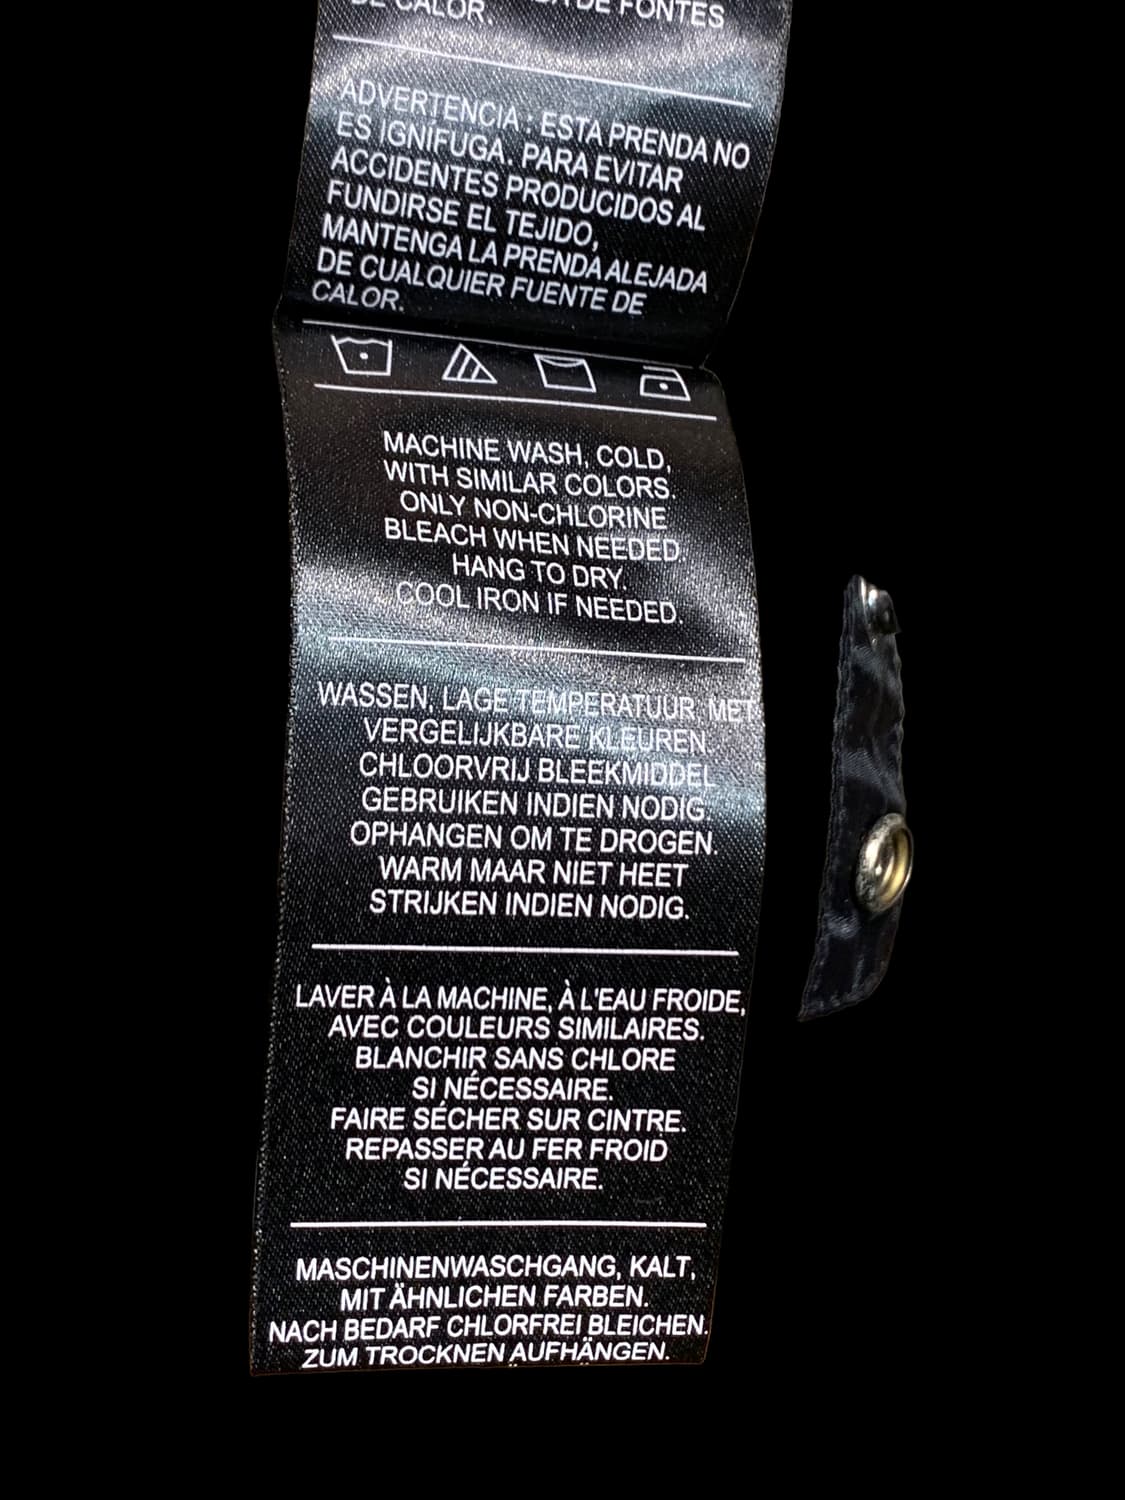 DE CALOR.
DE FONTES
ADVERTENCIA : ESTA PRENDA NO
ES IGNÍFUGA. PARA EVITAR
ACCIDENTES PRODUCIDOS AL
FUNDIRSE EL TEJIDO,
MANTENGA LA PRENDA ALEJADA
DE CUALQUIER FUENTE DE
CALOR.
MACHINE WASH, COLD,
WITH SIMILAR COLORS.
ONLY NON-CHLORINE
BLEACH WHEN NEEDED.
HANG TO DRY.
COOL IRON IF NEEDED.
WASSEN, LAGE TEMPERATUUR, MET
VERGELIJKBARE KLEUREN
CHLOORVRIJ BLEEKMIDDEL
GEBRUIKEN INDIEN NODIG
OPHANGEN OM TE DROGEN.
WARM MAAR NIET HEET
STRIJKEN INDIEN NODIG.
LAVER À LA MACHINE, À L'EAU FROIDE,
AVEC COULEURS SIMILAIRES.
BLANCHIR SANS CHLORE
SI NÉCESSAIRE.
FAIRE SÉCHER SUR CINTRE.
REPASSER AU FER FROID
SI NÉCESSAIRE.
MASCHINENWASCHGANG, KALT,
MIT ÄHNLICHEN FARBEN.
NACH BEDARF CHLORFREI BLEICHEN.
ZUM TROCKNEN AUFHÄNGEN.